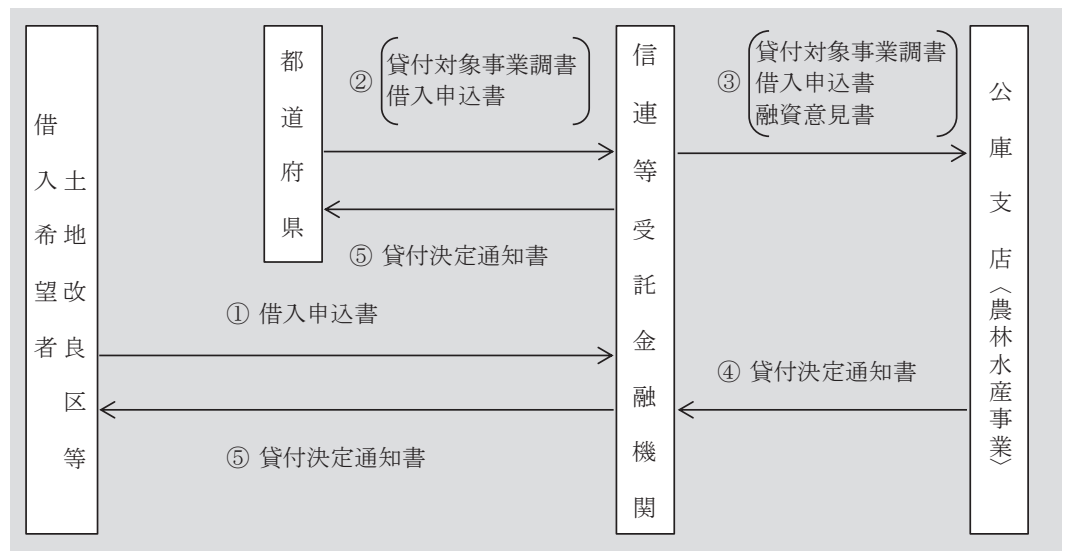 借入希望者
土地改良区等
都道府県
② 貸付対象事業調書
借入申込書
信連等受託金融機関
③ 貸付対象事業調書
借入申込書
融資意見書
公庫支店〈農林水産事業〉
⑤ 貸付決定通知書
① 借入申込書
④ 貸付決定通知書
⑤ 貸付決定通知書